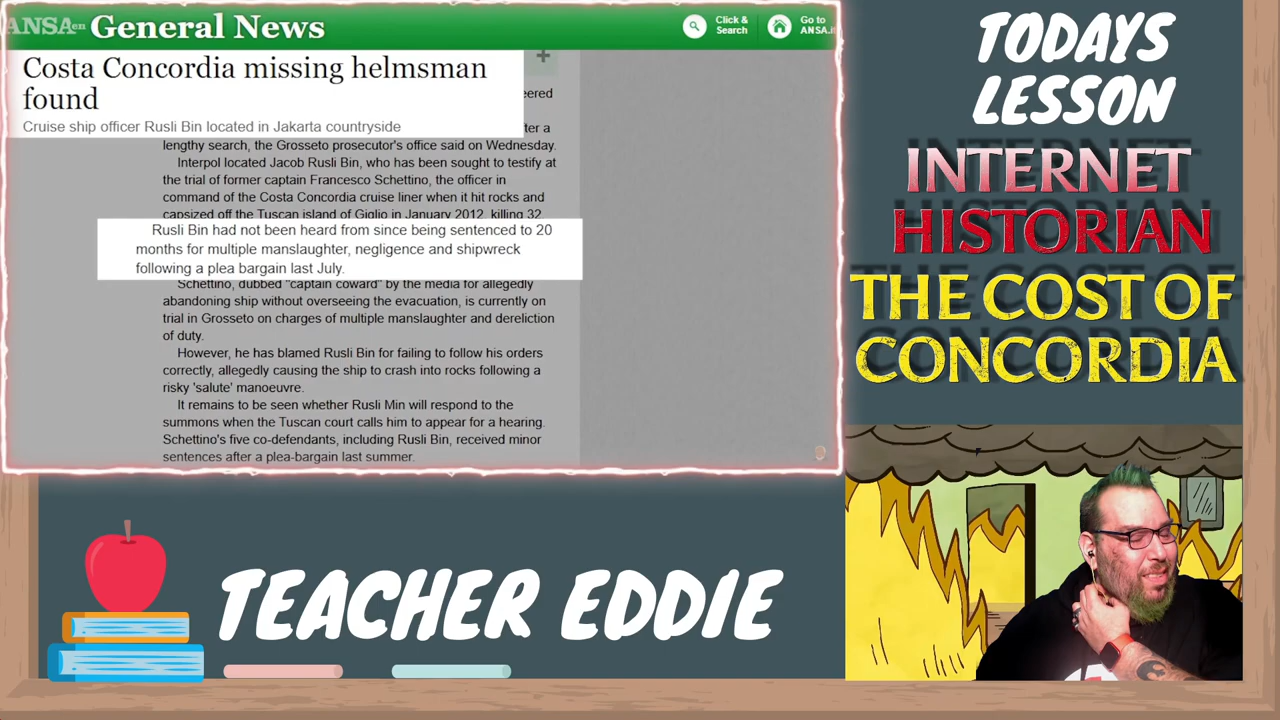 ANSAen General News
Click &
Search
Go to
ANSA.i
Costa Concordia missing helmsman
found
Cruise ship officer Rusli Bin located in Jakarta countryside
eered
fter a
lengthy search, the Grosseto prosecutor's office said on Wednesday.
Interpol located Jacob Rusli Bin, who has been sought to testify at
the trial of former captain Francesco Schettino, the officer in
command of the Costa Concordia cruise liner when it hit rocks and
capsized off the Tuscan island of Giglio in January 2012, killing 32
Rusli Bin had not been heard from since being sentenced to 20
months for multiple manslaughter, negligence and shipwreck
following a plea bargain last July.
Schettino, dubbed "captain coward" by the media for allegedly
abandoning ship without overseeing the evacuation, is currently on
trial in Grosseto on charges of multiple manslaughter and dereliction
of duty.
However, he has blamed Rusli Bin for failing to follow his orders
correctly, allegedly causing the ship to crash into rocks following a
risky 'salute' manoeuvre.
It remains to be seen whether Rusli Min will respond to the
summons when the Tuscan court calls him to appear for a hearing.
Schettino's five co-defendants, including Rusli Bin, received minor
sentences after a plea-bargain last summer.
TODAYS
LESSON
INTERNET
HISTORIAN
THE COST OF
CONCORDIA
TEACHER EDDIE